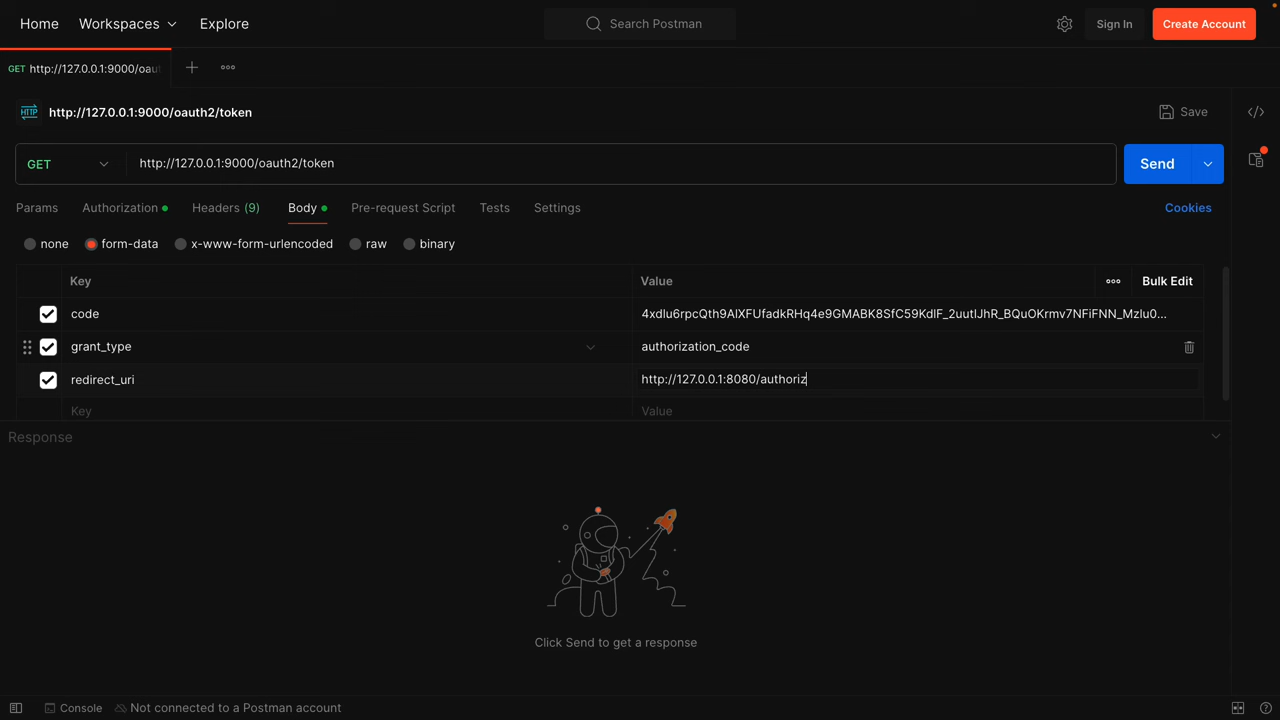 Home Workspaces Explore Search Postman Sign In Create Account
GET http://127.0.0.1:9000/oau
HTTP http://127.0.0.1:9000/oauth2/token Save </>
GET http://127.0.0.1:9000/oauth2/token Send
Params Authorization Headers (9) Body Pre-request Script Tests Settings Cookies
none form-data x-www-form-urlencoded raw binary
Key Value Bulk Edit
code
grant_type authorization_code
redirect_uri http://127.0.0.1:8080/authoriz
Key Value
Response
Click Send to get a response
Console Not connected to a Postman account